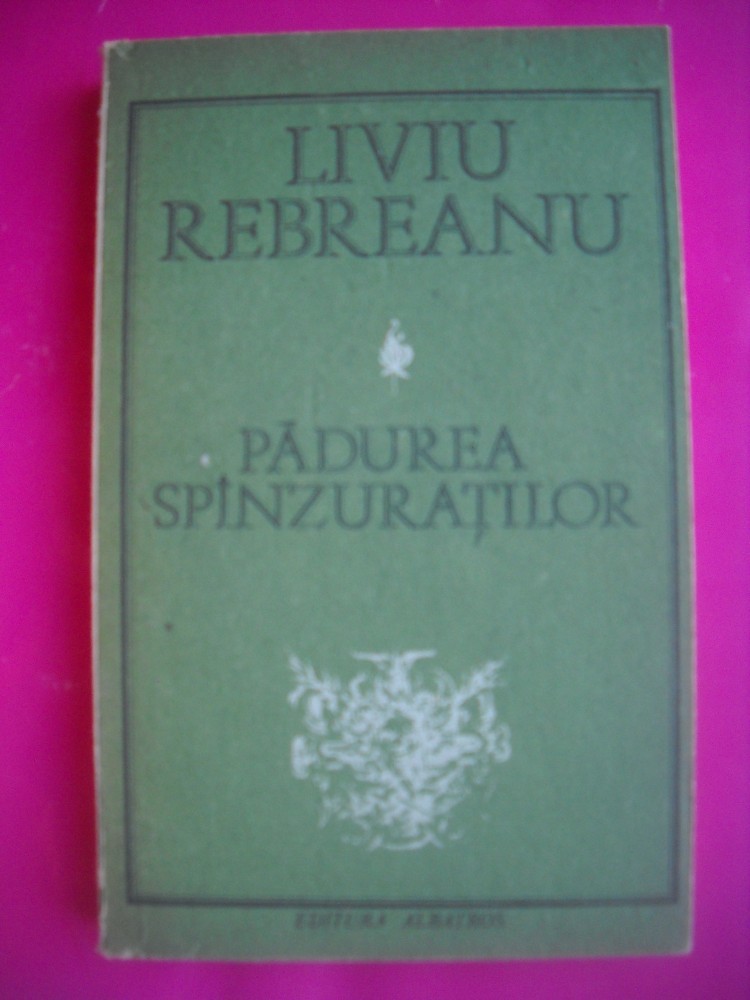 LIVIU
REBREANU
PĂDUREA
SPÎNZURAȚILOR
EDITURA ALBATROS